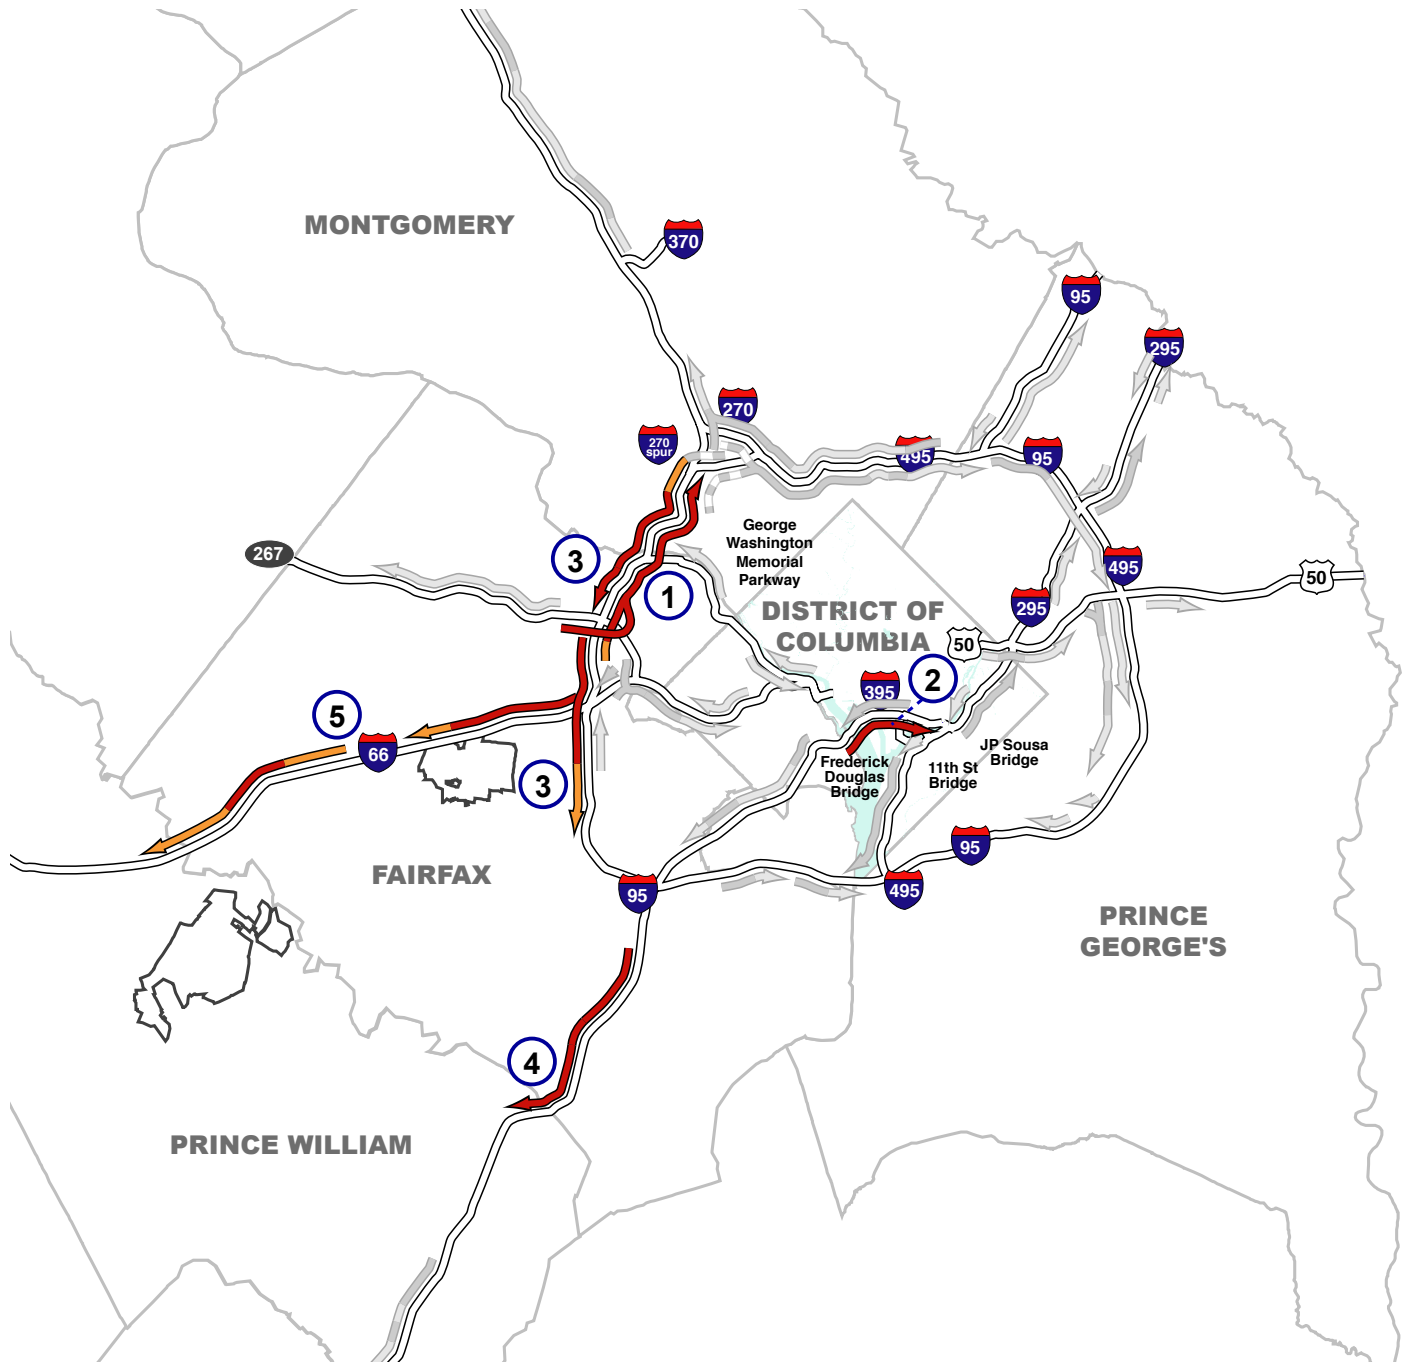 370
MONTGOMERY
95
295
270
270
spur
495
95
George
Washington
Memorial
Parkway
267
3
495
50
1
295
DISTRICT OF
COLUMBIA
50
2
395
5
66
JP Sousa
Bridge
Frederick
Douglas
Bridge
11th St
Bridge
3
95
FAIRFAX
95
495
PRINCE
GEORGE'S
4
PRINCE WILLIAM